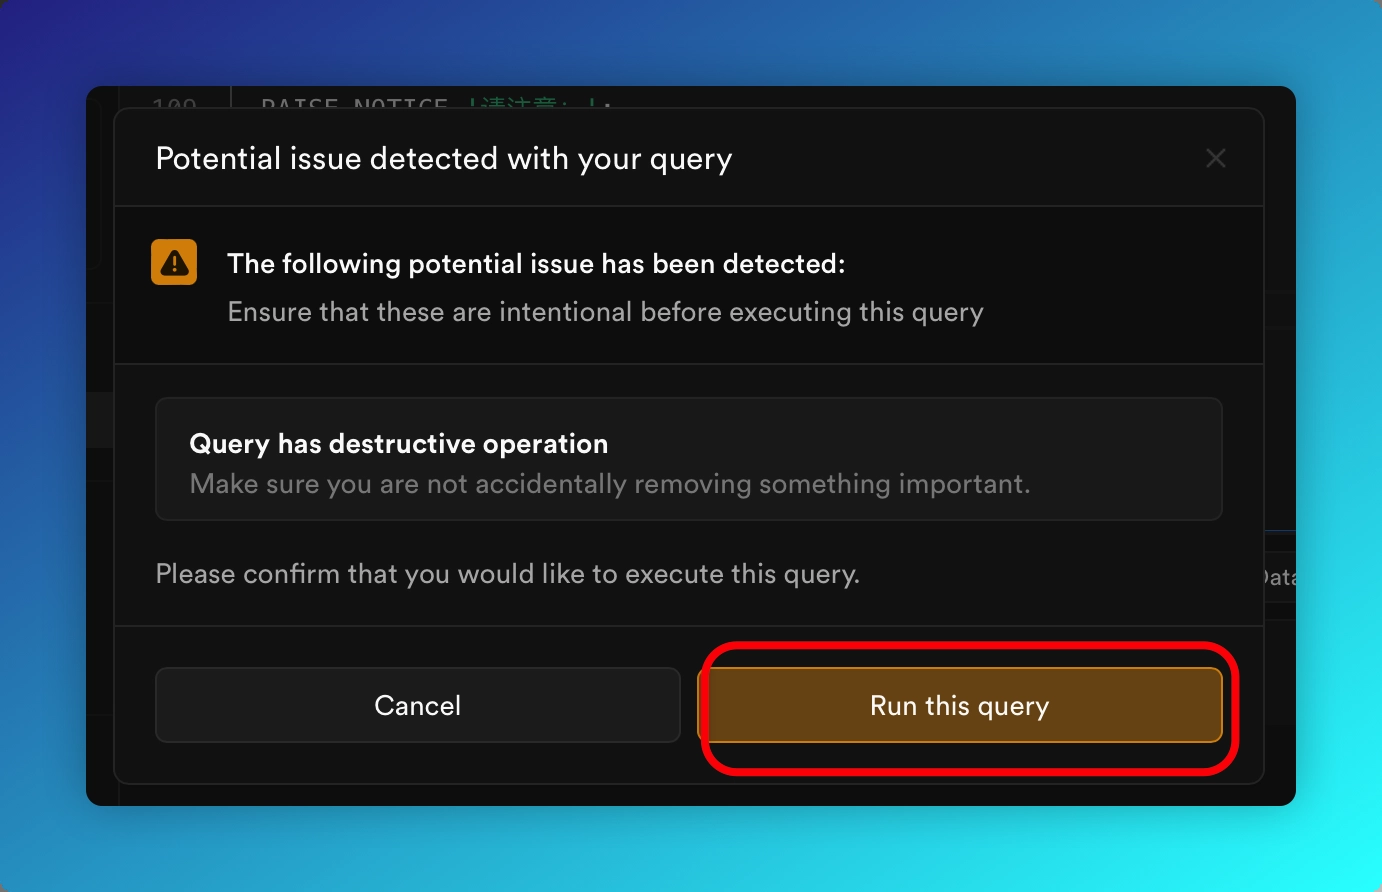 109 RAISE NOTICE '请注意：';
Potential issue detected with your query
The following potential issue has been detected:
Ensure that these are intentional before executing this query
Query has destructive operation
Make sure you are not accidentally removing something important.
Please confirm that you would like to execute this query.
Cancel
Run this query